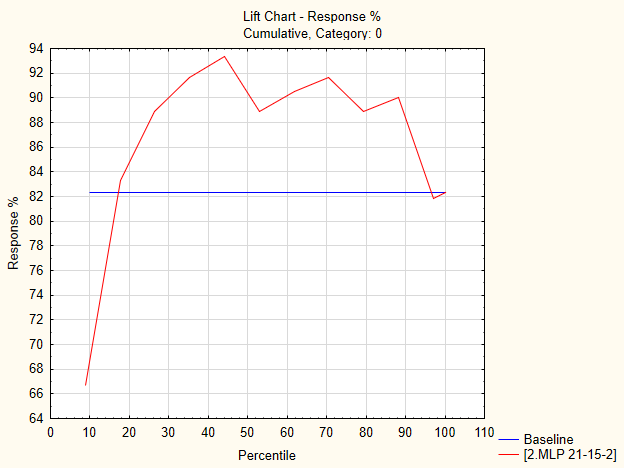 Lift Chart - Response %
Cumulative, Category: 0
94
92
90
88
86
84
82
80
78
76
74
72
70
68
66
64
Response %
0 10 20 30 40 50 60 70 80 90 100 110
Percentile
Baseline
[2.MLP 21-15-2]